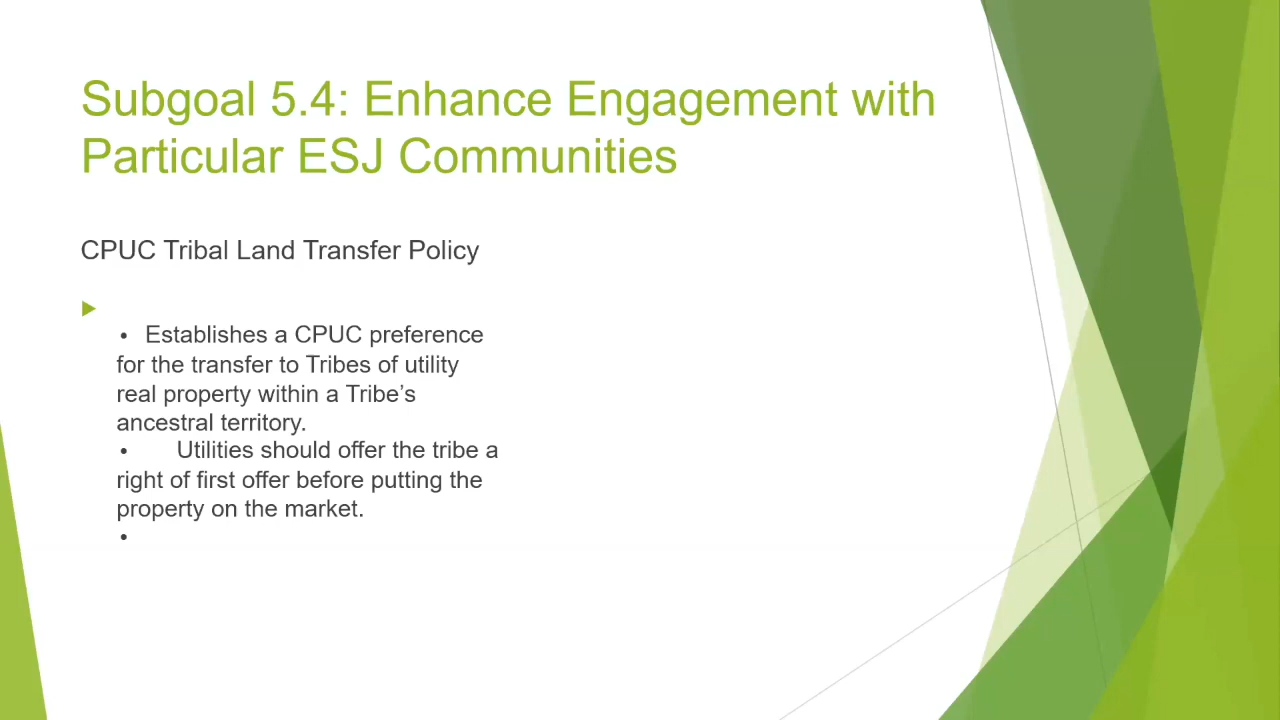 Subgoal 5.4: Enhance Engagement with
Particular ESJ Communities
CPUC Tribal Land Transfer Policy
• Establishes a CPUC preference
for the transfer to Tribes of utility
real property within a Tribe’s
ancestral territory.
• Utilities should offer the tribe a
right of first offer before putting the
property on the market.
•